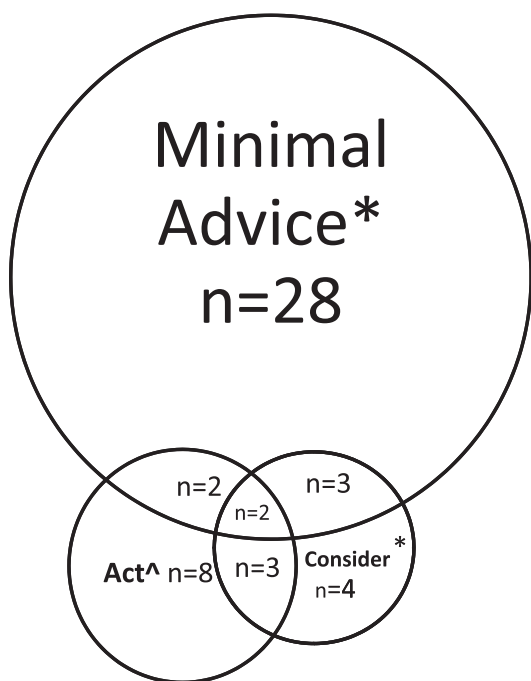 Minimal
Advice*
n=28
n=2
n=3
n=2
Act^ n=8
n=3
Consider *
n=4